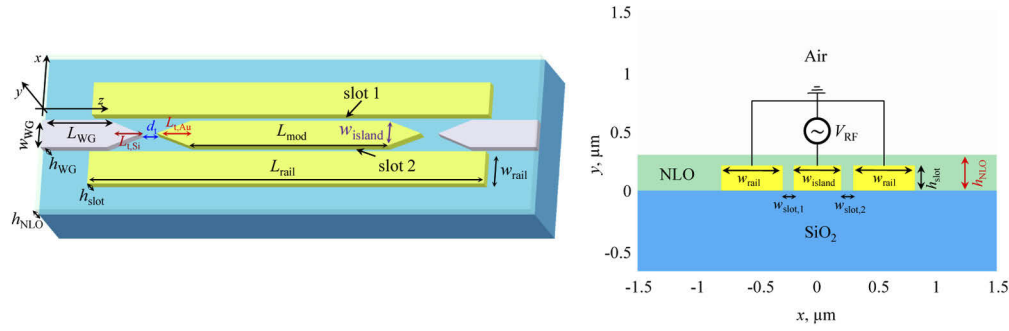 x
y
z
slot 1
w_WG
L_WG
d_t
L_t,Au
L_t,Si
L_mod
w_island
h_WG
L_rail
slot 2
w_rail
h_slot
h_NLO
1.5
1
0.5
0
-0.5
y, µm
Air
V_RF
NLO
w_rail
w_island
w_rail
h_slot
h_NLO
w_slot,1
w_slot,2
SiO₂
-1.5
-1
-0.5
0
0.5
1
1.5
x, µm